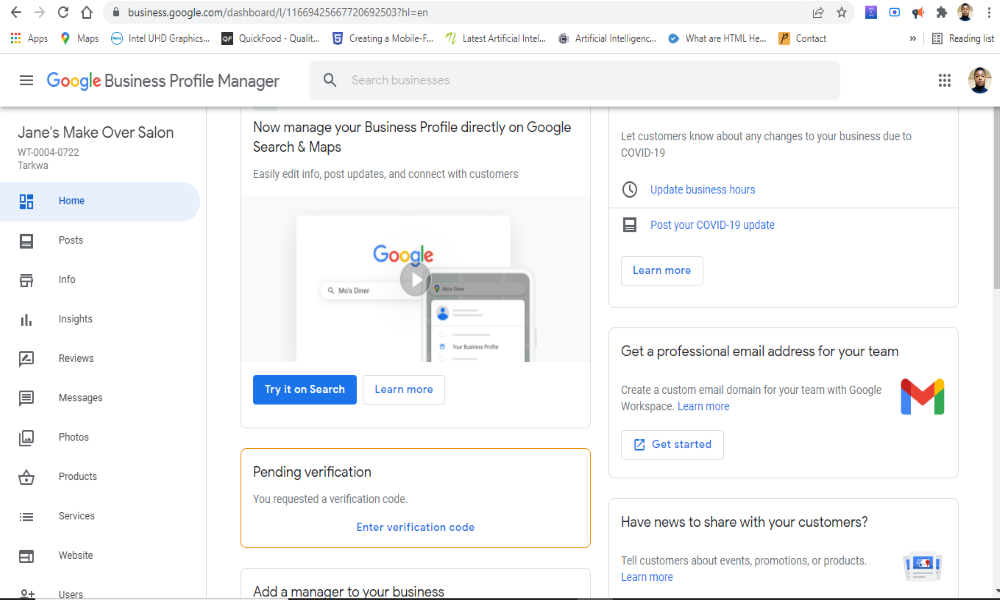 business.google.com/dashboard/l/11669425667720692503?hl=en
Apps
Maps
Intel UHD Graphics...
QF
QuickFood - Qualit...
Creating a Mobile-F...
Latest Artificial Intel...
Artificial Intelligenc...
What are HTML He...
Contact
»
Reading list
Google Business Profile Manager
Search businesses
Jane's Make Over Salon
WT-0004-0722
Tarkwa
Home
Posts
Info
Insights
Reviews
Messages
Photos
Products
Services
Website
Users
Now manage your Business Profile directly on Google
Search & Maps
Easily edit info, post updates, and connect with customers
Google
Mo's Diner
Mo's Diner
Your Business Profile
Try it on Search
Learn more
Pending verification
You requested a verification code.
Enter verification code
Add a manager to your business
Let customers know about any changes to your business due to
COVID-19
Update business hours
Post your COVID-19 update
Learn more
Get a professional email address for your team
Create a custom email domain for your team with Google
Workspace. Learn more
Get started
Have news to share with your customers?
Tell customers about events, promotions, or products.
Learn more